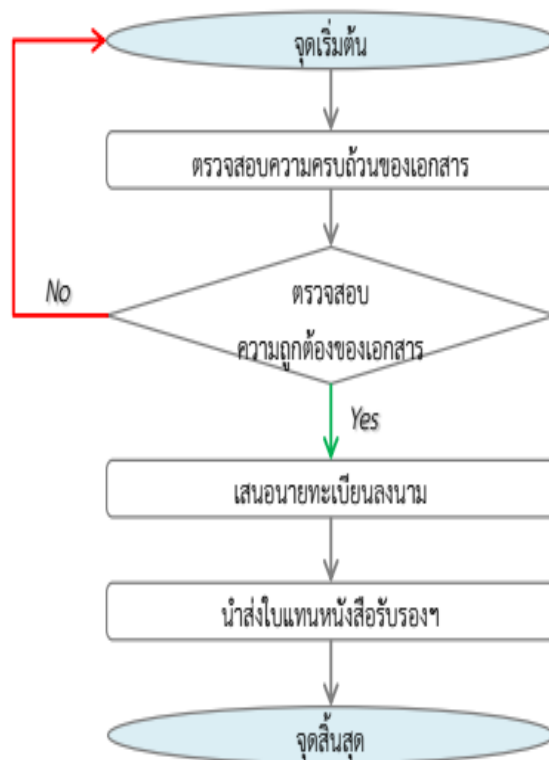 จุดเริ่มต้น
ตรวจสอบความครบถ้วนของเอกสาร
ตรวจสอบ
ความถูกต้องของเอกสาร
No
Yes
เสนอนายทะเบียนลงนาม
นำส่งใบแทนหนังสือรับรองฯ
จุดสิ้นสุด